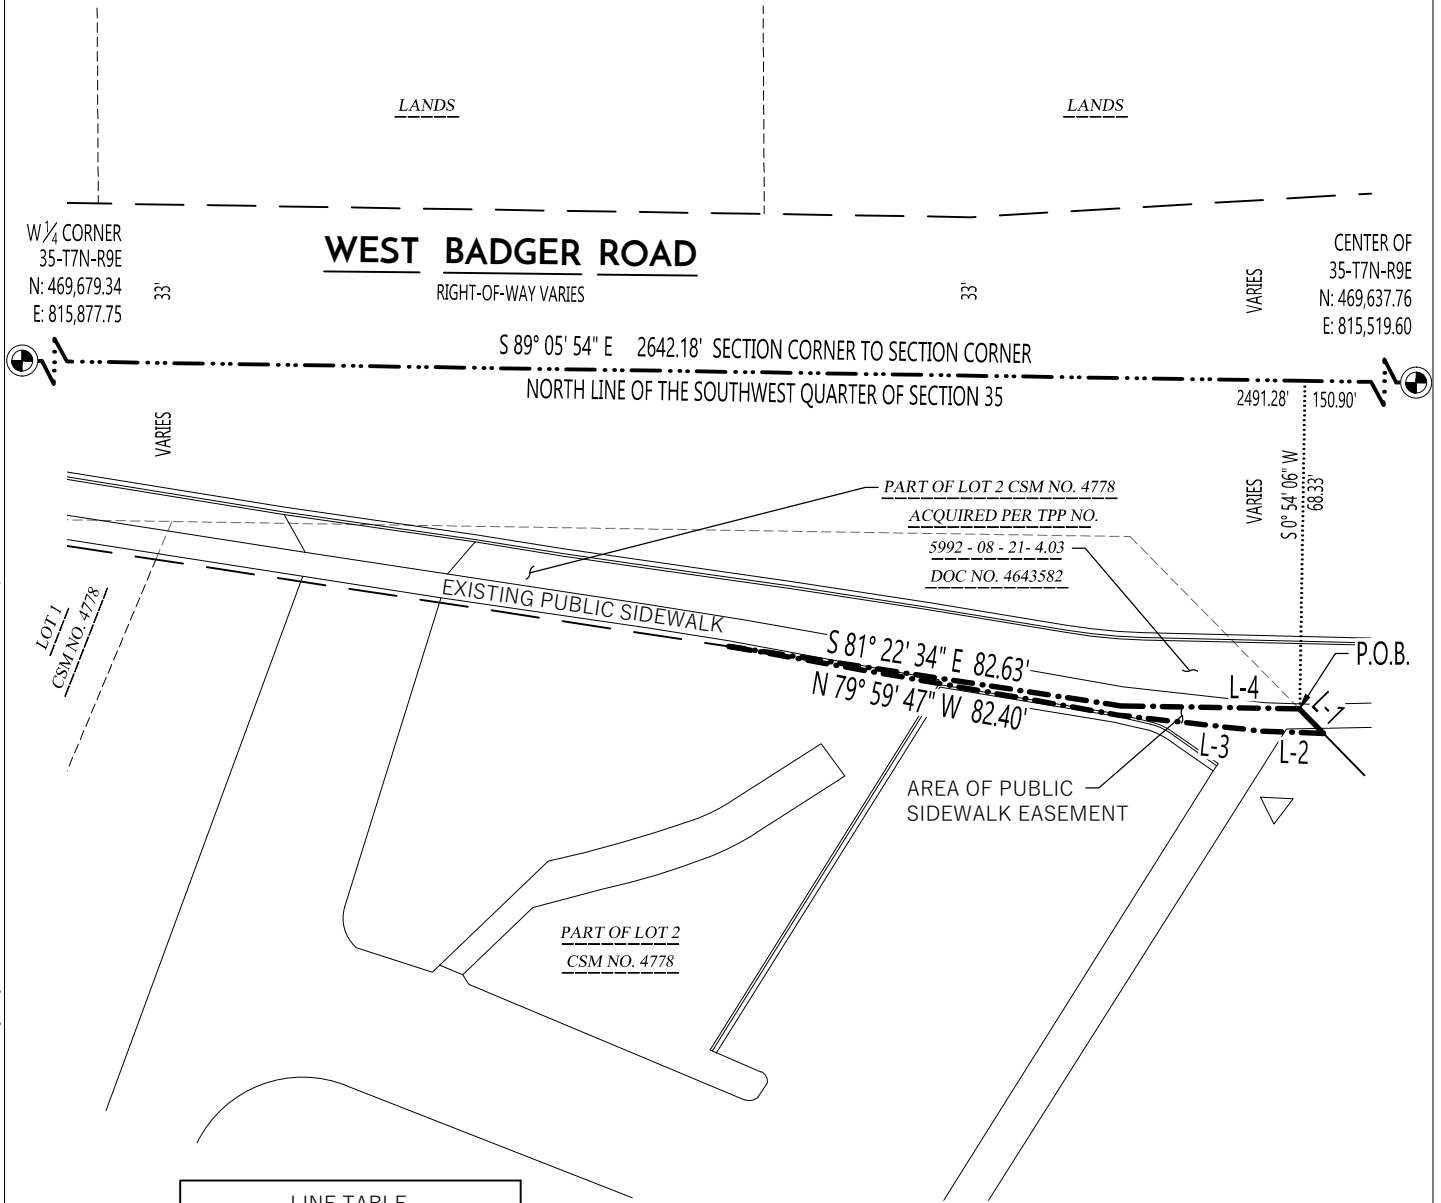 LANDS
LANDS
W 1/4 CORNER
35-T7N-R9E
N: 469,679.34
E: 815,877.75
33'
WEST BADGER ROAD
RIGHT-OF-WAY VARIES
33'
VARIES
CENTER OF
35-T7N-R9E
N: 469,637.76
E: 815,519.60
S 89° 05' 54" E 2642.18' SECTION CORNER TO SECTION CORNER
NORTH LINE OF THE SOUTHWEST QUARTER OF SECTION 35
2491.28'
150.90'
VARIES
VARIES
S 0° 54' 06" W
68.33'
PART OF LOT 2 CSM NO. 4778
ACQUIRED PER TPP NO.
5992 - 08 - 21- 4.03
DOC NO. 4643582
LOT 1
CSM NO. 4778
EXISTING PUBLIC SIDEWALK
S 81° 22' 34" E 82.63'
N 79° 59' 47" W 82.40'
P.O.B.
L-4
L-1
L-3
L-2
AREA OF PUBLIC
SIDEWALK EASEMENT
PART OF LOT 2
CSM NO. 4778
LINE TABLE